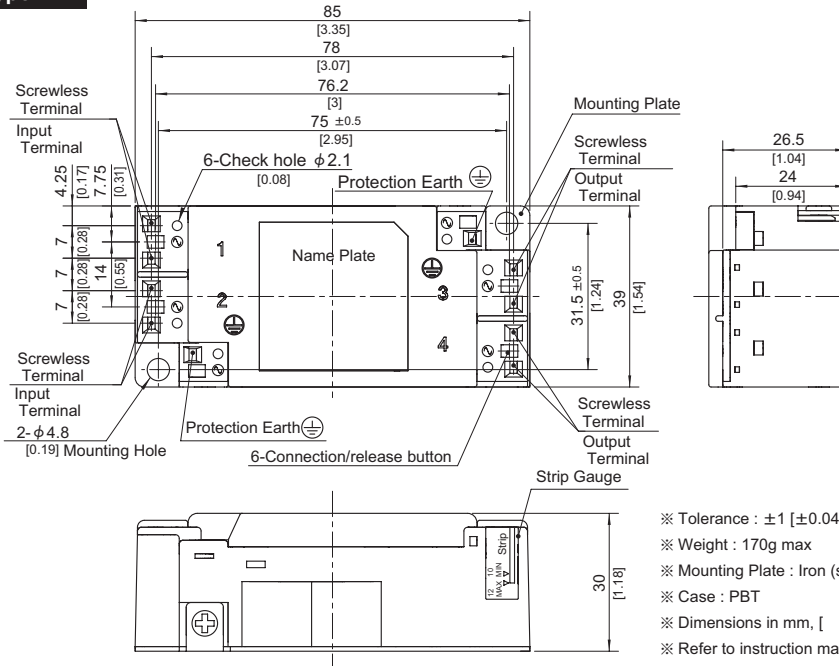 85
[3.35]
78
[3.07]
76.2
[3]
75 ±0.5
[2.95]
Screwless
Terminal
Input
Terminal
Mounting Plate
Screwless
Terminal
Output
Terminal
26.5
[1.04]
24
[0.94]
6-Check hole ϕ2.1
[0.08]
Protection Earth
4.25
[0.17]
7.75
[0.31]
7
[0.28]
7
[0.28]
14
[0.55]
7
[0.28]
1
2
Name Plate
3
4
31.5 ±0.5
[1.24]
39
[1.54]
Screwless
Terminal
Input
Terminal
2-ϕ4.8
[0.19] Mounting Hole
Protection Earth
6-Connection/release button
Screwless
Terminal
Output
Terminal
Strip Gauge
Strip
12 10
MAX MIN
30
[1.18]
※ Tolerance : ±1 [±0.04
※ Weight : 170g max
※ Mounting Plate : Iron (s
※ Case : PBT
※ Dimensions in mm, [
※ Refer to instruction ma